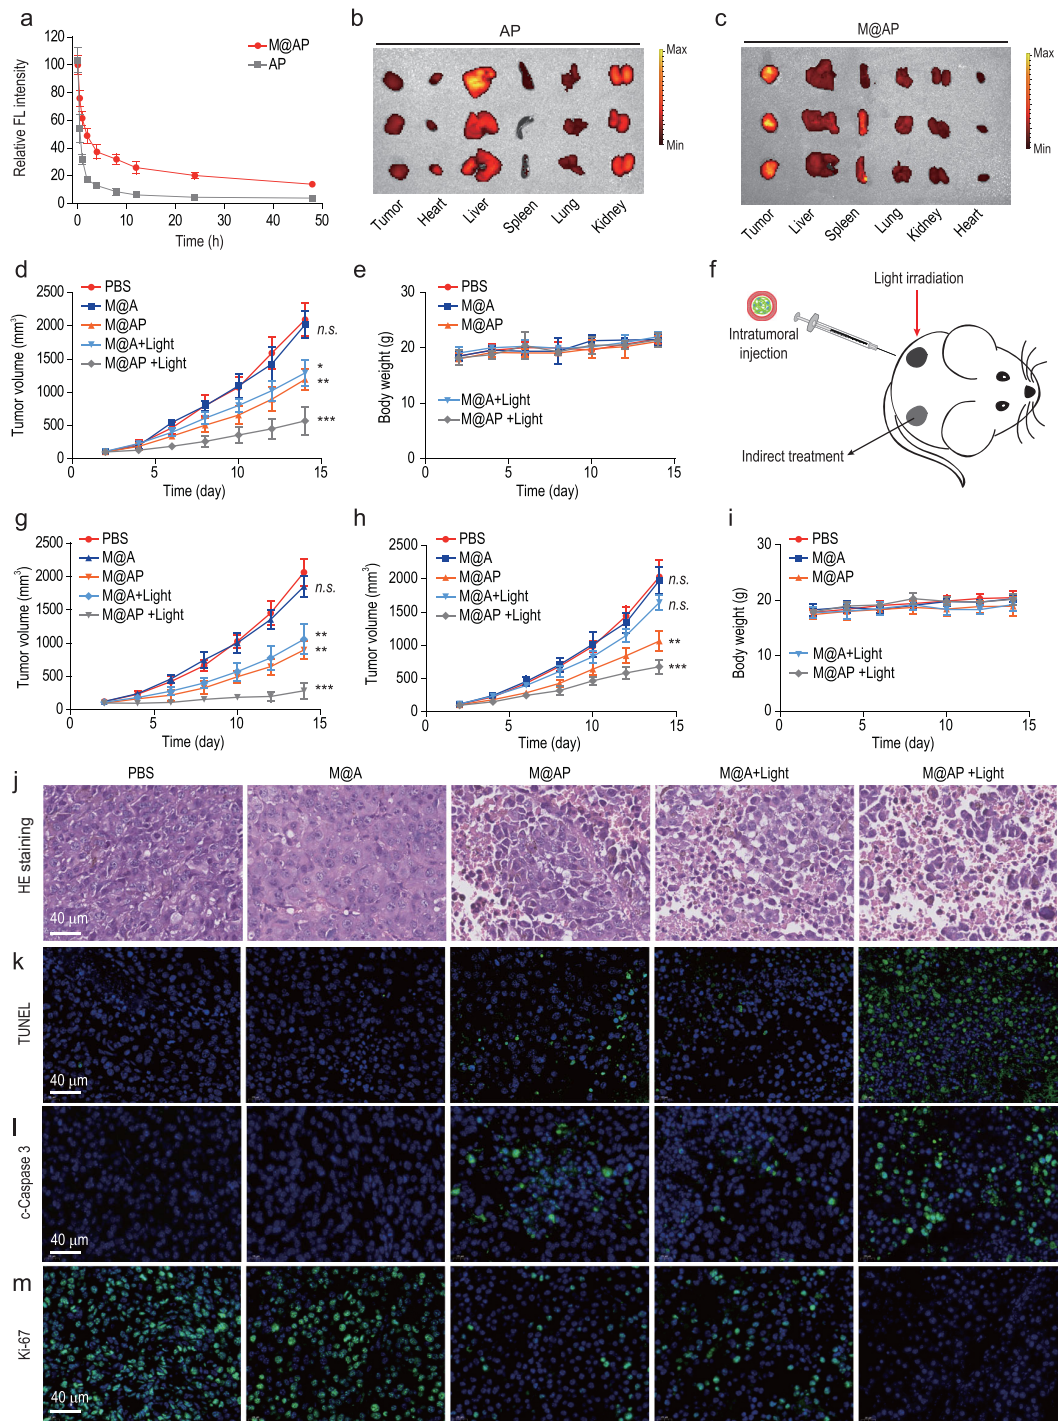 a
120
100
80
60
40
20
0
Relative FL intensity
M@AP
AP
0 10 20 30 40 50
Time (h)
b
AP
Max
Min
Tumor Heart Liver Spleen Lung Kidney
c
M@AP
Max
Min
Tumor Liver Spleen Lung Kidney Heart
d
2500
2000
1500
1000
500
0
Tumor volume (mm³)
PBS
M@A
M@AP
M@A+Light
M@AP +Light
n.s.
*
**
***
0 5 10 15
Time (day)
e
30
20
10
0
Body weight (g)
PBS
M@A
M@AP
M@A+Light
M@AP +Light
0 5 10 15
Time (day)
f
Light irradiation
Intratumoral
injection
Indirect treatment
g
2500
2000
1500
1000
500
0
Tumor volume (mm³)
PBS
M@A
M@AP
M@A+Light
M@AP +Light
n.s.
**
**
***
0 5 10 15
Time (day)
h
2500
2000
1500
1000
500
0
Tumor volume (mm³)
PBS
M@A
M@AP
M@A+Light
M@AP +Light
n.s.
n.s.
**
***
0 5 10 15
Time (day)
i
30
20
10
0
Body weight (g)
PBS
M@A
M@AP
M@A+Light
M@AP +Light
0 5 10 15
Time (day)
j
PBS M@A M@AP M@A+Light M@AP +Light
HE staining
40 μm
k
TUNEL
40 μm
l
c-Caspase 3
40 μm
m
Ki-67
40 μm